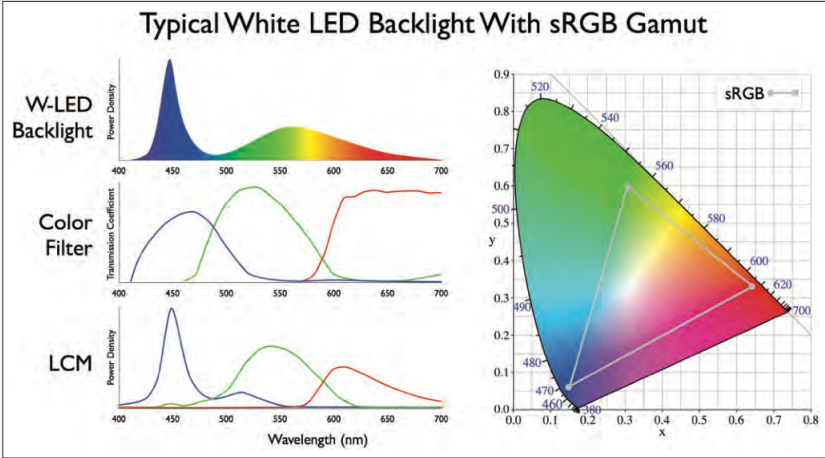 Typical White LED Backlight With sRGB Gamut
W-LED
Backlight
Power Density
400 450 500 550 600 650 700
Color
Filter
Transmission Coefficient
400 450 500 550 600 650 700
LCM
Power Density
400 450 500 550 600 650 700
Wavelength (nm)
sRGB
0.9
0.8
0.7
0.6
0.5
y
0.4
0.3
0.2
0.1
0.0
520
540
560
500
580
600
620
490
700
480
470
460
380
0.0 0.1 0.2 0.3 0.4 0.5 0.6 0.7 0.8
x